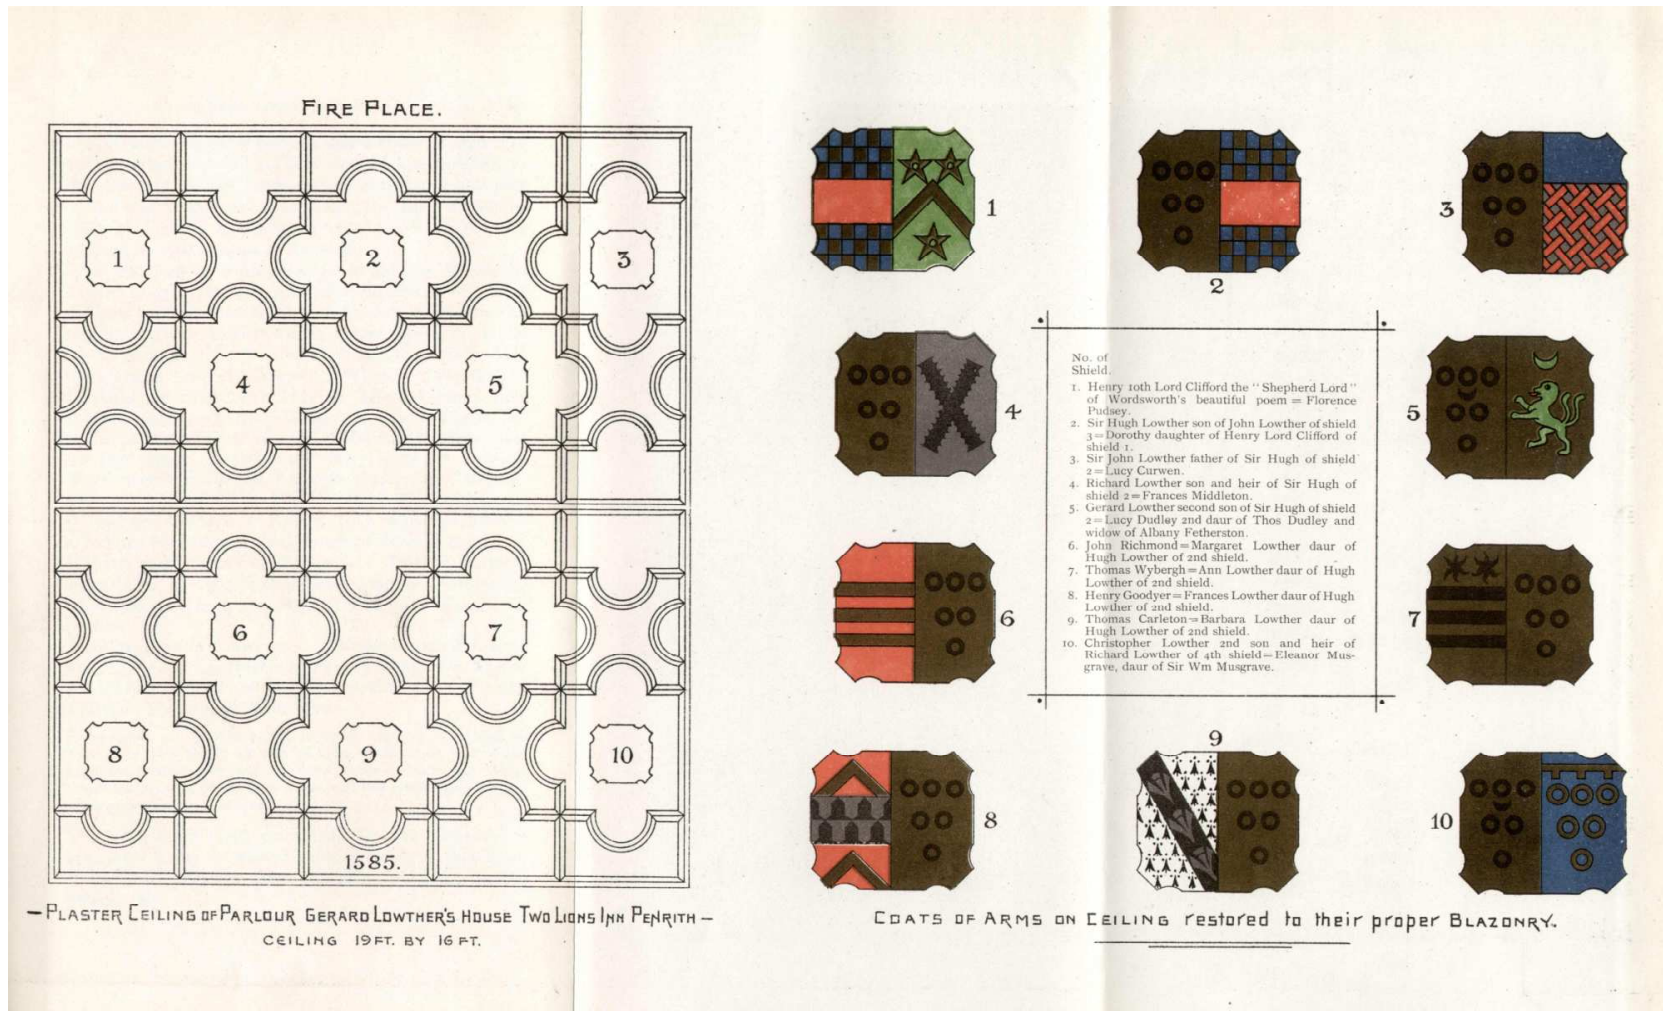 FIRE PLACE.
1
2
3
4
5
6
7
8
9
10
1585.
— PLASTER CEILING OF PARLOUR GERARD LOWTHER'S HOUSE TWO LIONS INN PENRITH —
CEILING 19 FT. BY 16 FT.
1
2
3
4
5
6
7
8
9
10
No. of
Shield.
1. Henry 10th Lord Clifford the "Shepherd Lord"
of Wordsworth's beautiful poem = Florence
Pudsey.
2. Sir Hugh Lowther son of John Lowther of shield
3 = Dorothy daughter of Henry Lord Clifford of
shield 1.
3. Sir John Lowther father of Sir Hugh of shield
2 = Lucy Curwen.
4. Richard Lowther son and heir of Sir Hugh of
shield 2 = Frances Middleton.
5. Gerard Lowther second son of Sir Hugh of shield
2 = Lucy Dudley 2nd daur of Thos Dudley and
widow of Albany Fetherston.
6. John Richmond = Margaret Lowther daur of
Hugh Lowther of 2nd shield.
7. Thomas Wybergh = Ann Lowther daur of Hugh
Lowther of 2nd shield.
8. Henry Goodyer = Frances Lowther daur of Hugh
Lowther of 2nd shield.
9. Thomas Carleton = Barbara Lowther daur of
Hugh Lowther of 2nd shield.
10. Christopher Lowther 2nd son and heir of
Richard Lowther of 4th shield = Eleanor Mus-
grave, daur of Sir Wm Musgrave.
COATS OF ARMS ON CEILING restored to their proper BLAZONRY.